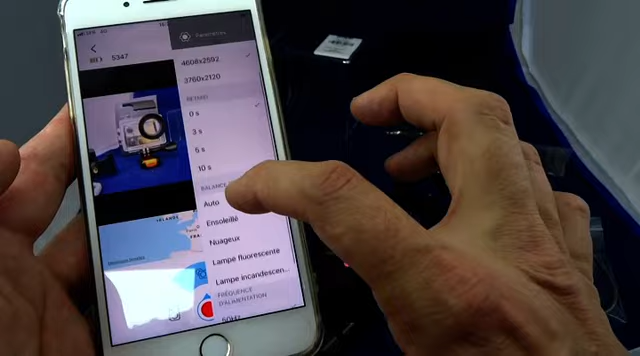 5347
Paramètres
4608x2592
3760x2120
RETARD
0 s
3 s
5 s
10 s
BALANCE
Auto
Ensoleillé
Nuageux
Lampe fluorescente
Lampe incandescen...
FRÉQUENCE
D'ALIMENTATION
50Hz